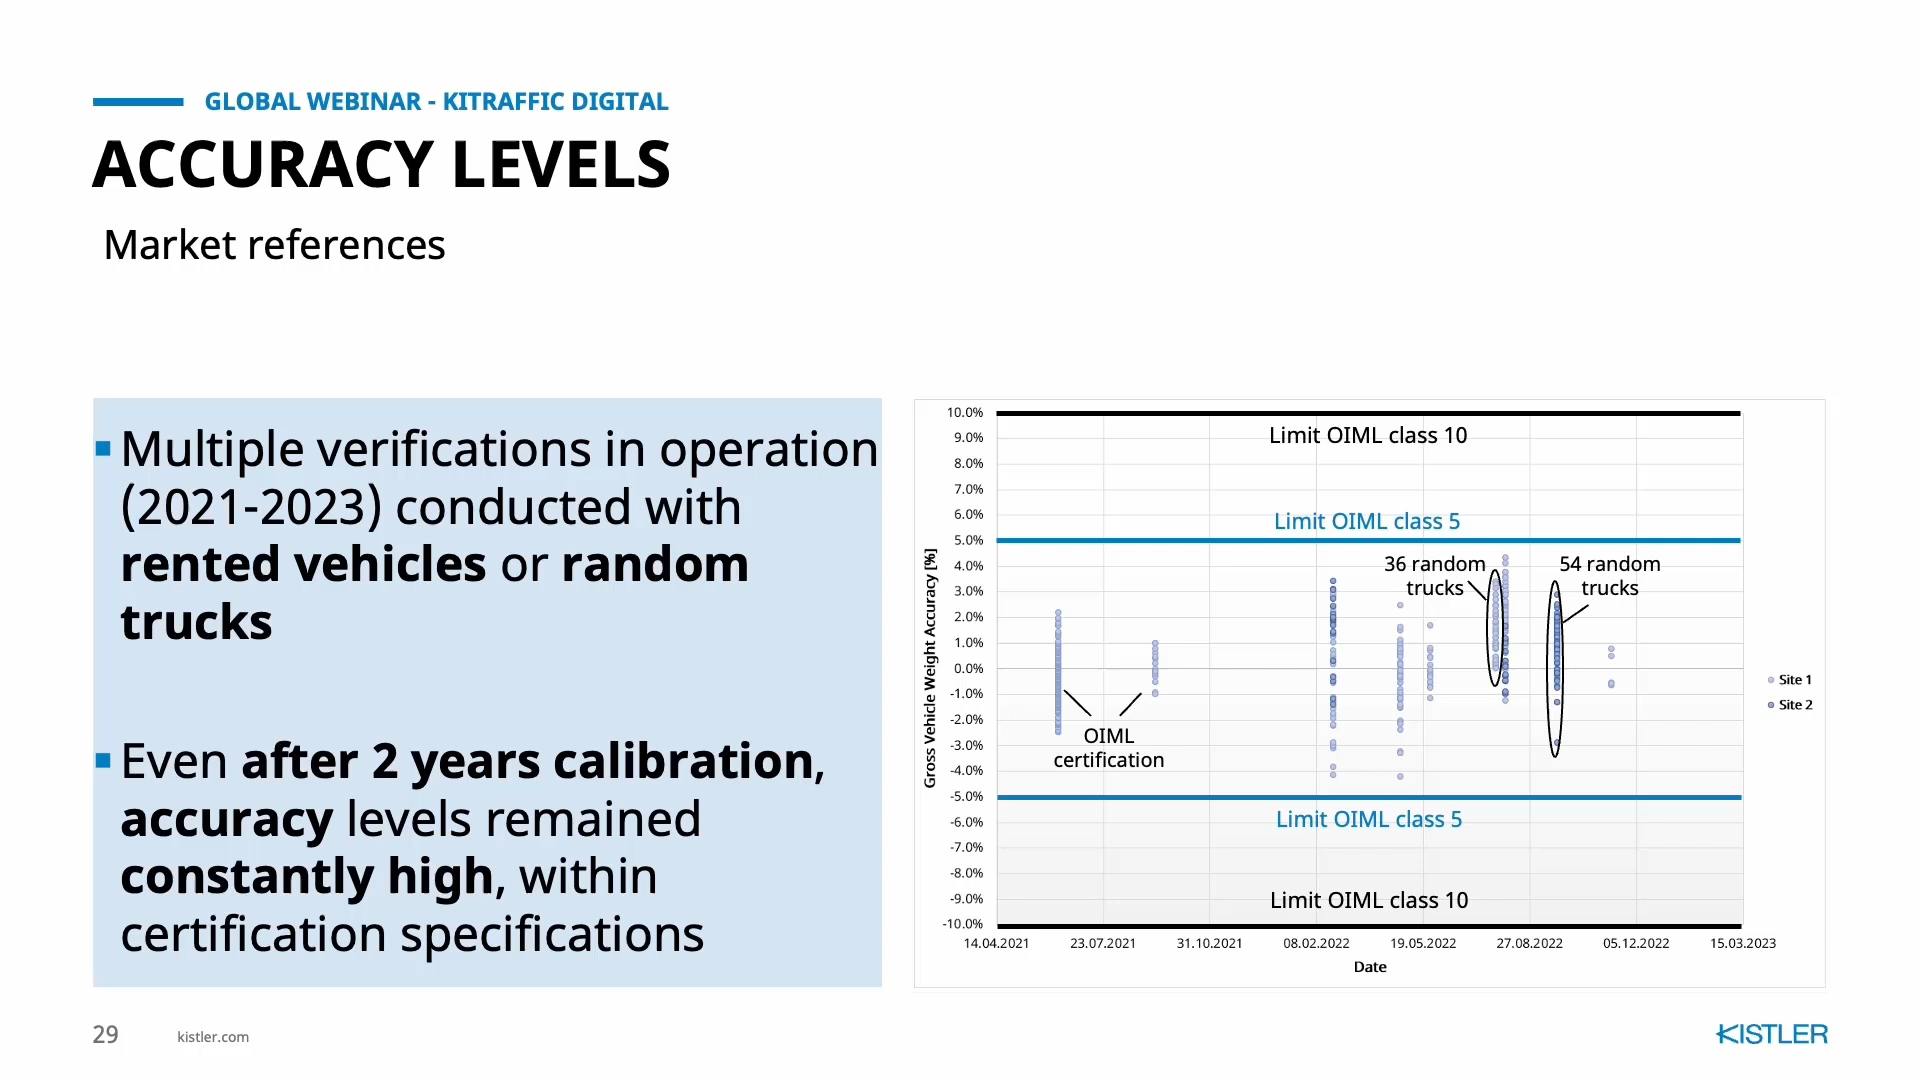 GLOBAL WEBINAR - KITRAFFIC DIGITAL
ACCURACY LEVELS
Market references
▪ Multiple verifications in operation
(2021-2023) conducted with
rented vehicles or random
trucks
▪ Even after 2 years calibration,
accuracy levels remained
constantly high, within
certification specifications
Gross Vehicle Weight Accuracy [%]
10.0%
9.0%
8.0%
7.0%
6.0%
5.0%
4.0%
3.0%
2.0%
1.0%
0.0%
-1.0%
-2.0%
-3.0%
-4.0%
-5.0%
-6.0%
-7.0%
-8.0%
-9.0%
-10.0%
Limit OIML class 10
Limit OIML class 5
36 random
trucks
54 random
trucks
OIML
certification
Limit OIML class 5
Limit OIML class 10
Site 1
Site 2
14.04.2021 23.07.2021 31.10.2021 08.02.2022 19.05.2022 27.08.2022 05.12.2022 15.03.2023
Date
29 kistler.com
KISTLER